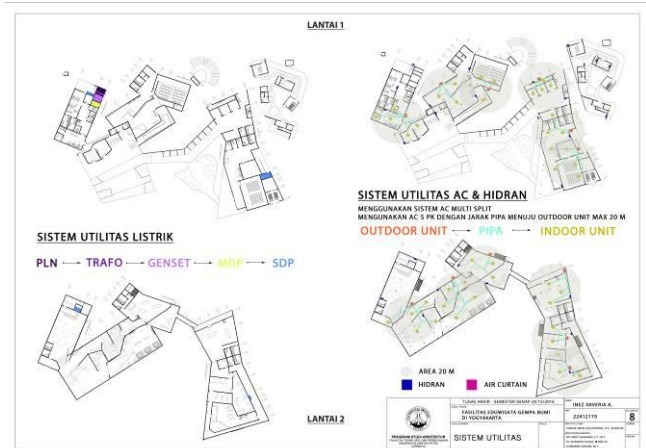 LANTAI 1
SISTEM UTILITAS AC & HIDRAN
MENGGUNAKAN SISTEM AC MULTI SPLIT
MENGUNAKAN AC 5 PK DENGAN JARAK PIPA MENUJU OUTDOOR UNIT MAX 20 M
OUTDOOR UNIT PIPA INDOOR UNIT
SISTEM UTILITAS LISTRIK
PLN TRAFO GENSET MDP SDP
AREA 20 M
HIDRAN AIR CURTAIN
LANTAI 2
INEZ XAVERIA A.
FASILITAS EDUWISATA GEMPA BUMI
DI YOGYAKARTA
22412119
8
PROGRAM STUDI ARSITEKTUR
SISTEM UTILITAS